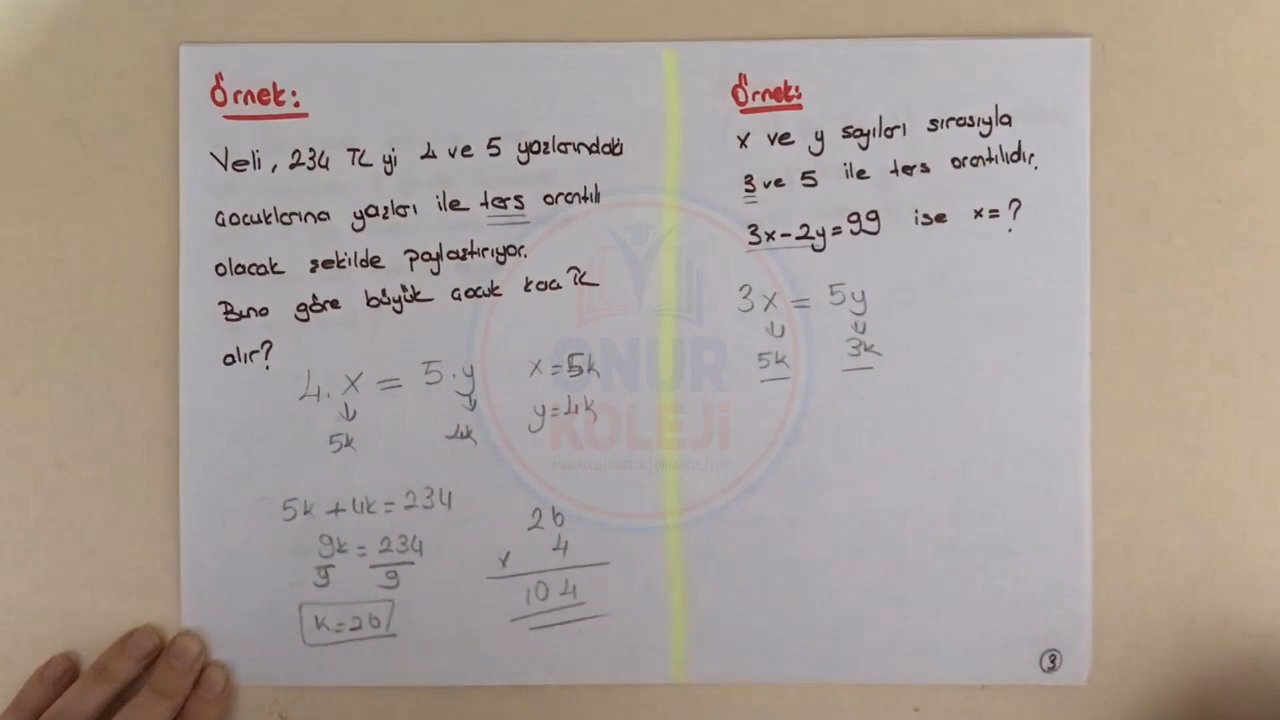 Örnek:
Veli, 234 TL yi 4 ve 5 yaşlarındaki
çocuklarına yaşları ile ters orantılı
olacak şekilde paylaştırıyor.
Buna göre büyük çocuk kaç TL
alır?
4.x = 5.y
5k 4k
x=5k
y=4k
5k+4k=234
9k = 234
9 9
k=26
26
x 4
104
Örnek:
x ve y sayıları sırasıyla
3 ve 5 ile ters orantılıdır.
3x-2y=99 ise x=?
3x = 5y
5k 3k
ONUR
KOLEJİ
3